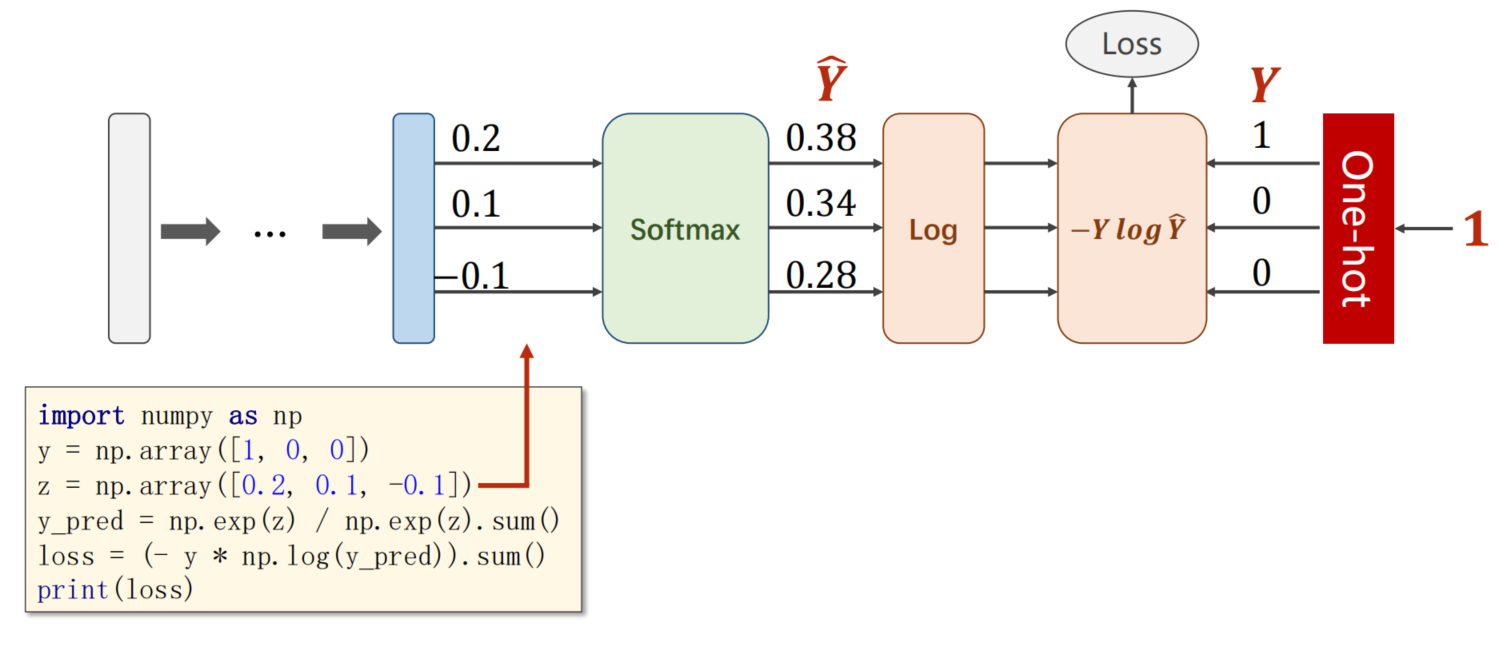 Loss
Ŷ
Y
0.2
0.38
1
0.1
0.34
0
−0.1
0.28
0
Softmax
Log
−Y log Ŷ
One-hot
1
...
import numpy as np
y = np.array([1, 0, 0])
z = np.array([0.2, 0.1, -0.1])
y_pred = np.exp(z) / np.exp(z).sum()
loss = (- y * np.log(y_pred)).sum()
print(loss)